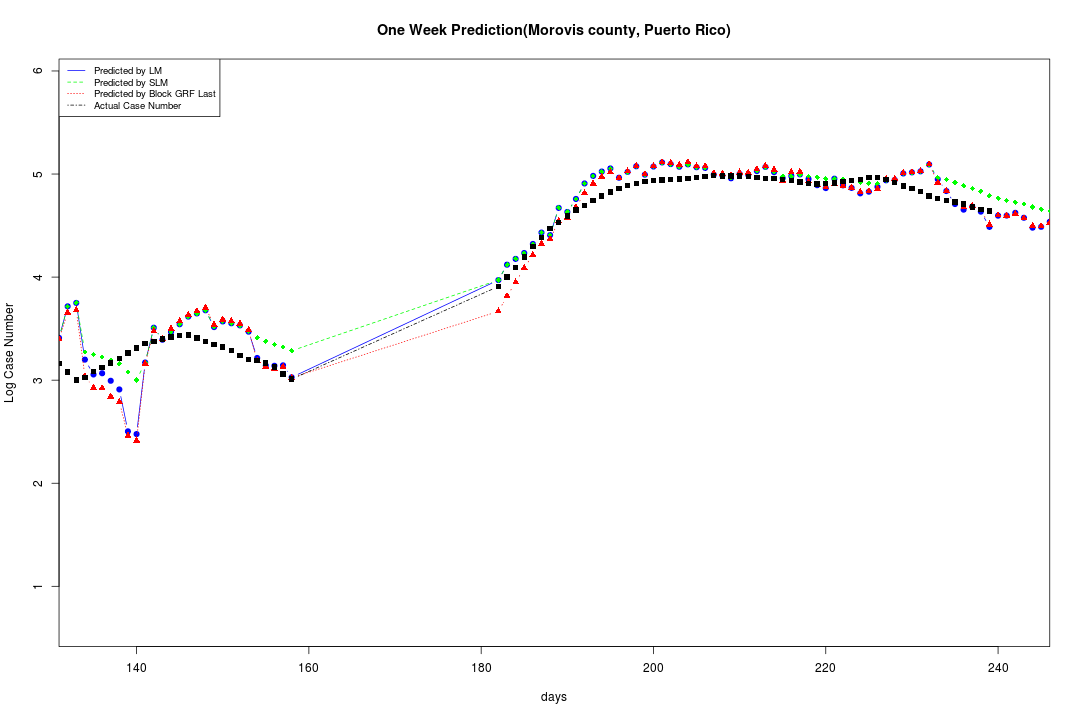 One Week Prediction(Morovis county, Puerto Rico)
Predicted by LM
Predicted by SLM
Predicted by Block GRF Last
Actual Case Number
6
5
4
3
2
1
Log Case Number
140 160 180 200 220 240
days